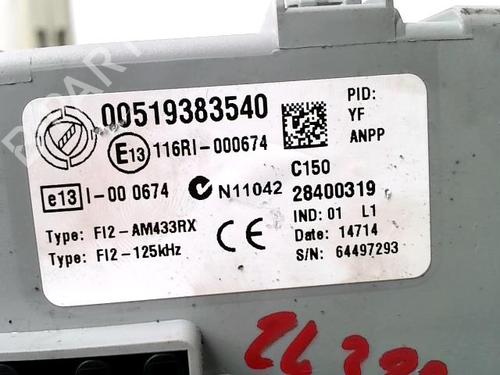 00519383540
PID:
YF
ANPP
E13 116RI-000674
e13 I-00 0674
N11042
C150
28400319
IND: 01 L1
Type: FI2-AM433RX
Date: 14714
Type: FI2-125kHz
CE
S/N: 64497293